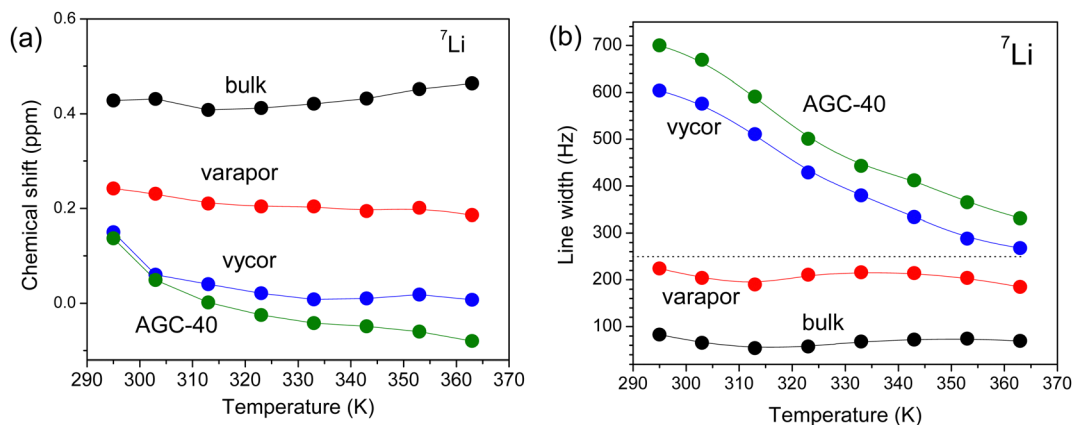 (a)
⁷Li
Chemical shift (ppm)
0.6
0.4
0.2
0.0
bulk
varapor
vycor
AGC-40
290 300 310 320 330 340 350 360 370
Temperature (K)
(b)
⁷Li
Line width (Hz)
700
600
500
400
300
200
100
AGC-40
vycor
varapor
bulk
290 300 310 320 330 340 350 360 370
Temperature (K)